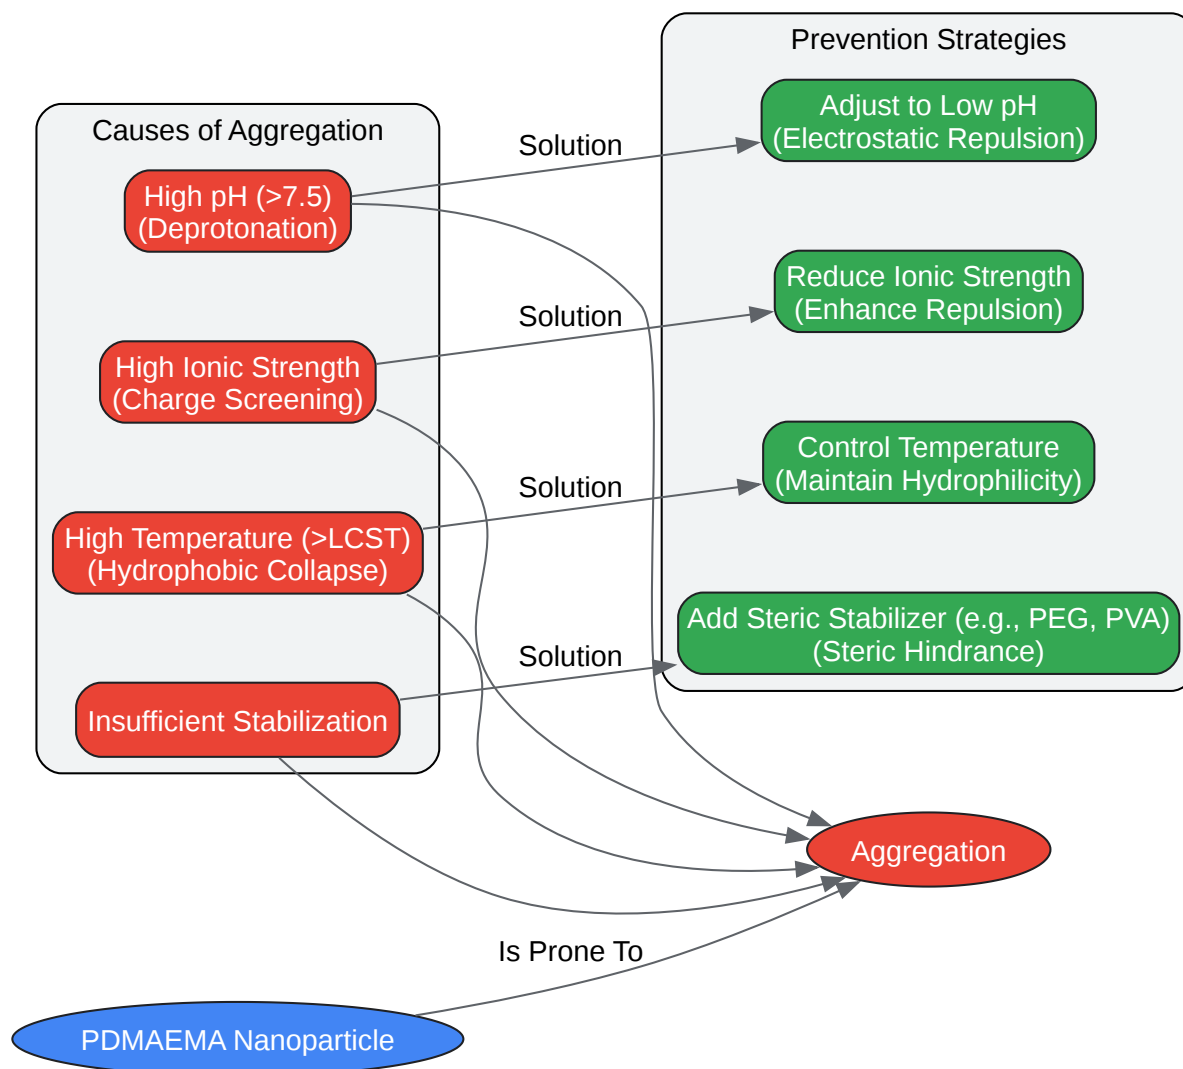 Prevention Strategies
Adjust to Low pH
(Electrostatic Repulsion)
Causes of Aggregation
Solution
High pH (>7.5)
(Deprotonation)
Reduce Ionic Strength
(Enhance Repulsion)
Solution
High Ionic Strength
(Charge Screening)
Control Temperature
(Maintain Hydrophilicity)
Solution
High Temperature (>LCST)
(Hydrophobic Collapse)
Add Steric Stabilizer (e.g., PEG, PVA)
(Steric Hindrance)
Solution
Insufficient Stabilization
Aggregation
Is Prone To
PDMAEMA Nanoparticle